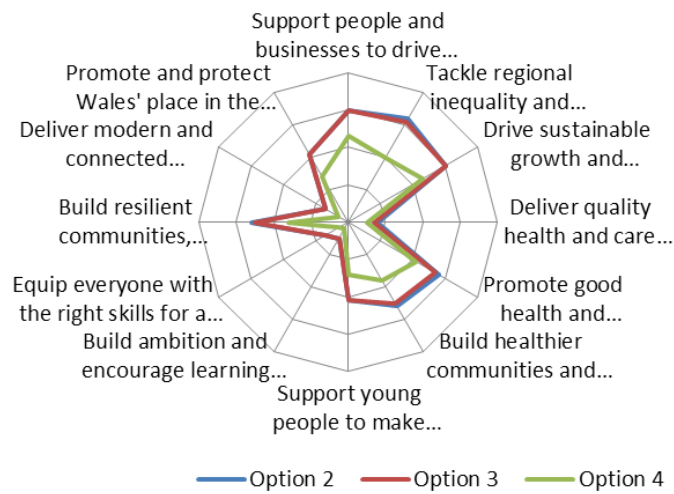 Support people and
businesses to drive...
Tackle regional
inequality and...
Drive sustainable
growth and...
Deliver quality
health and care...
Promote good
health and...
Build healthier
communities and...
Support young
people to make...
Build ambition and
encourage learning...
Equip everyone with
the right skills for a...
Build resilient
communities,...
Deliver modern and
connected...
Promote and protect
Wales' place in the...
Option 2
Option 3
Option 4